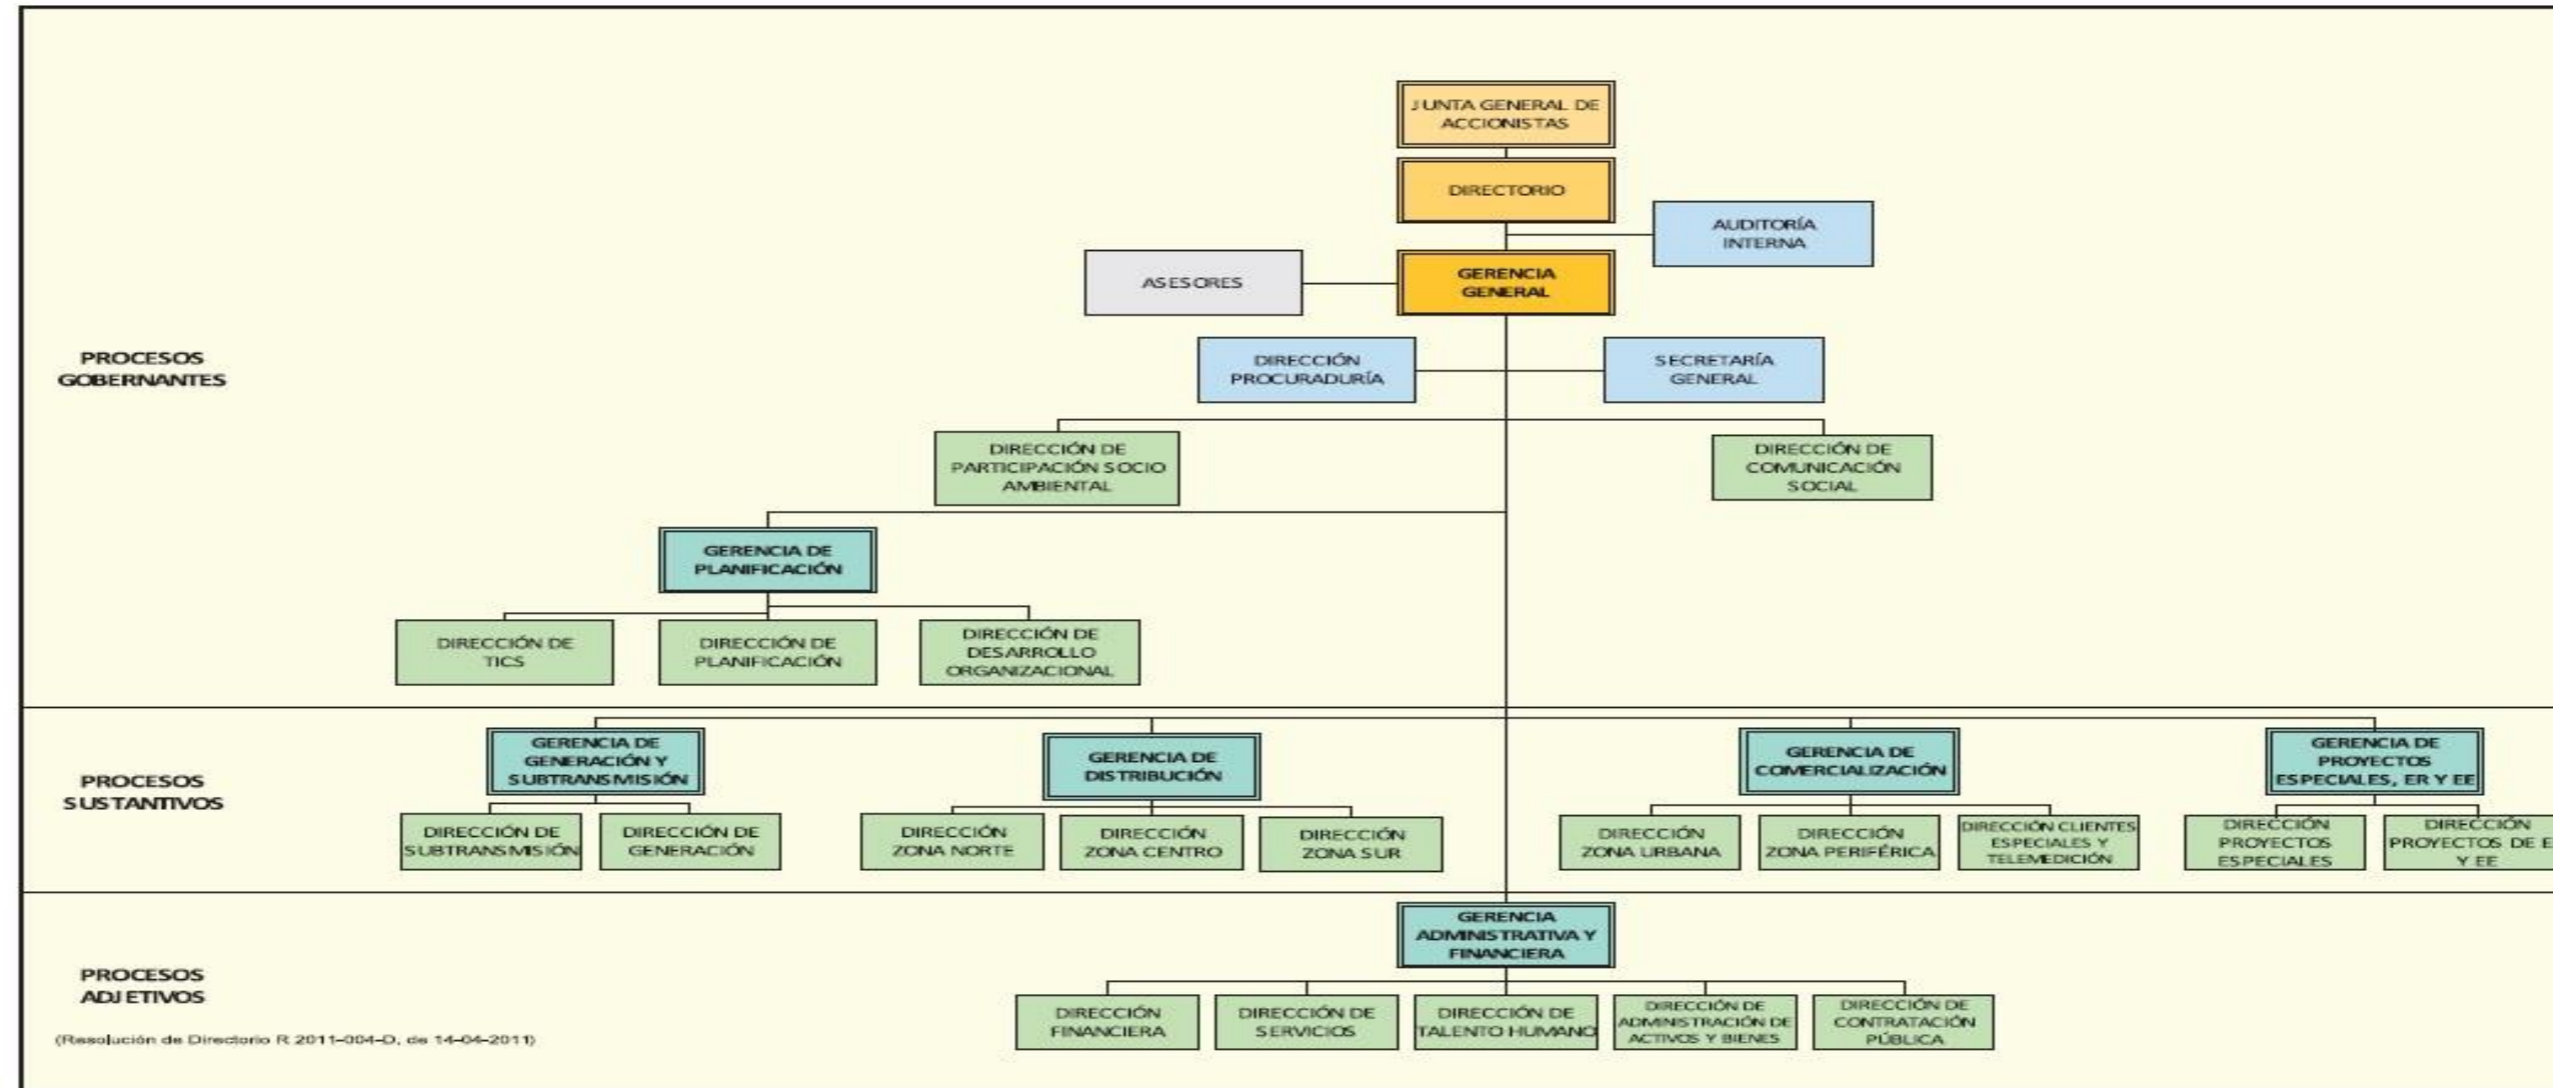 JUNTA GENERAL DE
ACCIONISTAS
DIRECTORIO
AUDITORÍA
INTERNA
ASESORES
GERENCIA
GENERAL
PROCESOS
GOBERNANTES
DIRECCIÓN
PROCURADURÍA
SECRETARÍA
GENERAL
DIRECCIÓN DE
PARTICIPACIÓN SOCIO
AMBIENTAL
DIRECCIÓN DE
COMUNICACIÓN
SOCIAL
GERENCIA DE
PLANIFICACIÓN
DIRECCIÓN DE
TICS
DIRECCIÓN DE
PLANIFICACIÓN
DIRECCIÓN DE
DESARROLLO
ORGANIZACIONAL
PROCESOS
SUSTANTIVOS
GERENCIA DE
GENERACIÓN Y
SUBTRANSMISIÓN
GERENCIA DE
DISTRIBUCIÓN
GERENCIA DE
COMERCIALIZACIÓN
GERENCIA DE
PROYECTOS
ESPECIALES, ER Y EE
DIRECCIÓN DE
SUBTRANSMISIÓN
DIRECCIÓN DE
GENERACIÓN
DIRECCIÓN
ZONA NORTE
DIRECCIÓN
ZONA CENTRO
DIRECCIÓN
ZONA SUR
DIRECCIÓN
ZONA URBANA
DIRECCIÓN
ZONA PERIFÉRICA
DIRECCIÓN CLIENTES
ESPECIALES Y
TELEMEDICIÓN
DIRECCIÓN
PROYECTOS
ESPECIALES
DIRECCIÓN
PROYECTOS DE
Y EE
PROCESOS
ADJETIVOS
GERENCIA
ADMINISTRATIVA Y
FINANCIERA
DIRECCIÓN
FINANCIERA
DIRECCIÓN DE
SERVICIOS
DIRECCIÓN DE
TALENTO HUMANO
DIRECCIÓN DE
ADMINISTRACIÓN DE
ACTIVOS Y BIENES
DIRECCIÓN DE
CONTRATACIÓN
PÚBLICA
(Resolución de Directorio R 2011-004-D, de 14-04-2011)